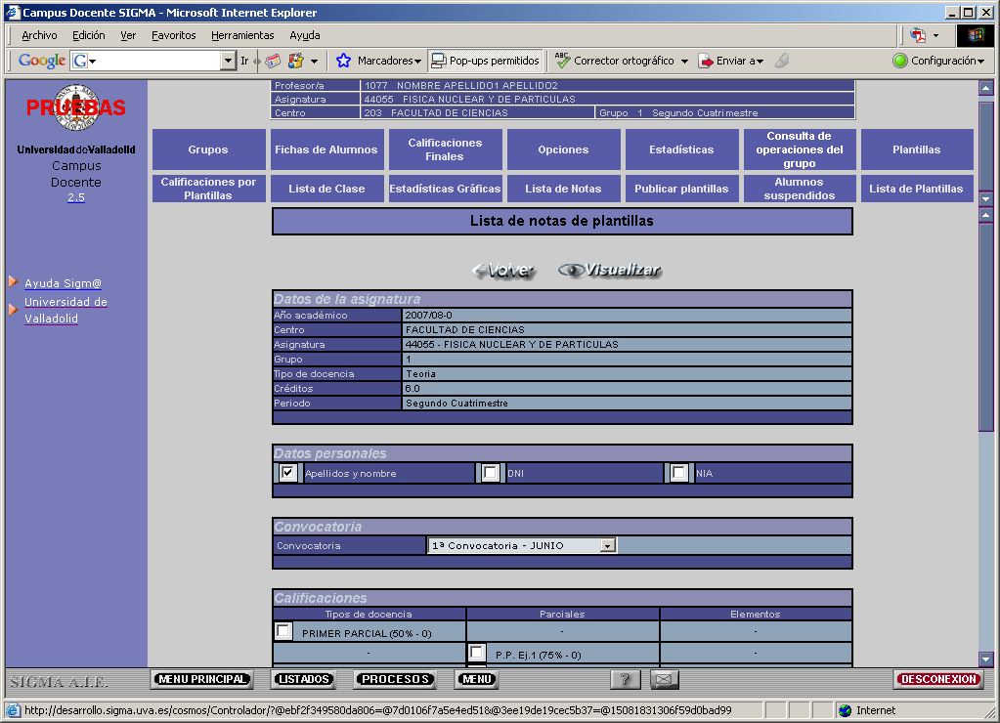 Campus Docente SIGMA - Microsoft Internet Explorer
Archivo Edición Ver Favoritos Herramientas Ayuda
Google G Ir Marcadores Pop-ups permitidos ABC Corrector ortográfico Enviar a Configuración
PRUEBAS
Universidad de Valladolid
Campus
Docente
2.5
Ayuda Sigm@
Universidad de
Valladolid
Profesor/a 1077 NOMBRE APELLIDO1 APELLIDO2
Asignatura 44055 FISICA NUCLEAR Y DE PARTICULAS
Centro 203 FACULTAD DE CIENCIAS Grupo 1 Segundo Cuatrimestre
Grupos
Fichas de Alumnos
Calificaciones
Finales
Opciones
Estadísticas
Consulta de
operaciones del
grupo
Plantillas
Calificaciones por
Plantillas
Lista de Clase
Estadísticas Gráficas
Lista de Notas
Publicar plantillas
Alumnos
suspendidos
Lista de Plantillas
Lista de notas de plantillas
Volver Visualizar
Datos de la asignatura
Año académico 2007/08-0
Centro FACULTAD DE CIENCIAS
Asignatura 44055 - FISICA NUCLEAR Y DE PARTICULAS
Grupo 1
Tipo de docencia Teoria
Créditos 6.0
Periodo Segundo Cuatrimestre
Datos personales
Apellidos y nombre DNI NIA
Convocatoria
Convocatoria 1ª Convocatoria - JUNIO
Calificaciones
Tipos de docencia Parciales Elementos
PRIMER PARCIAL (50% - 0) - -
- P.P. Ej.1 (75% - 0) -
SIGMA A.I.E. MENU PRINCIPAL LISTADOS PROCESOS MENU ? DESCONEXION
http://desarrollo.sigma.uva.es/cosmos/Controlador/?@ebf2f349580da806=@7d0106f7a5e4ed51&@3ee19de19cec5b37=@15081831306f59d0bad99 Internet